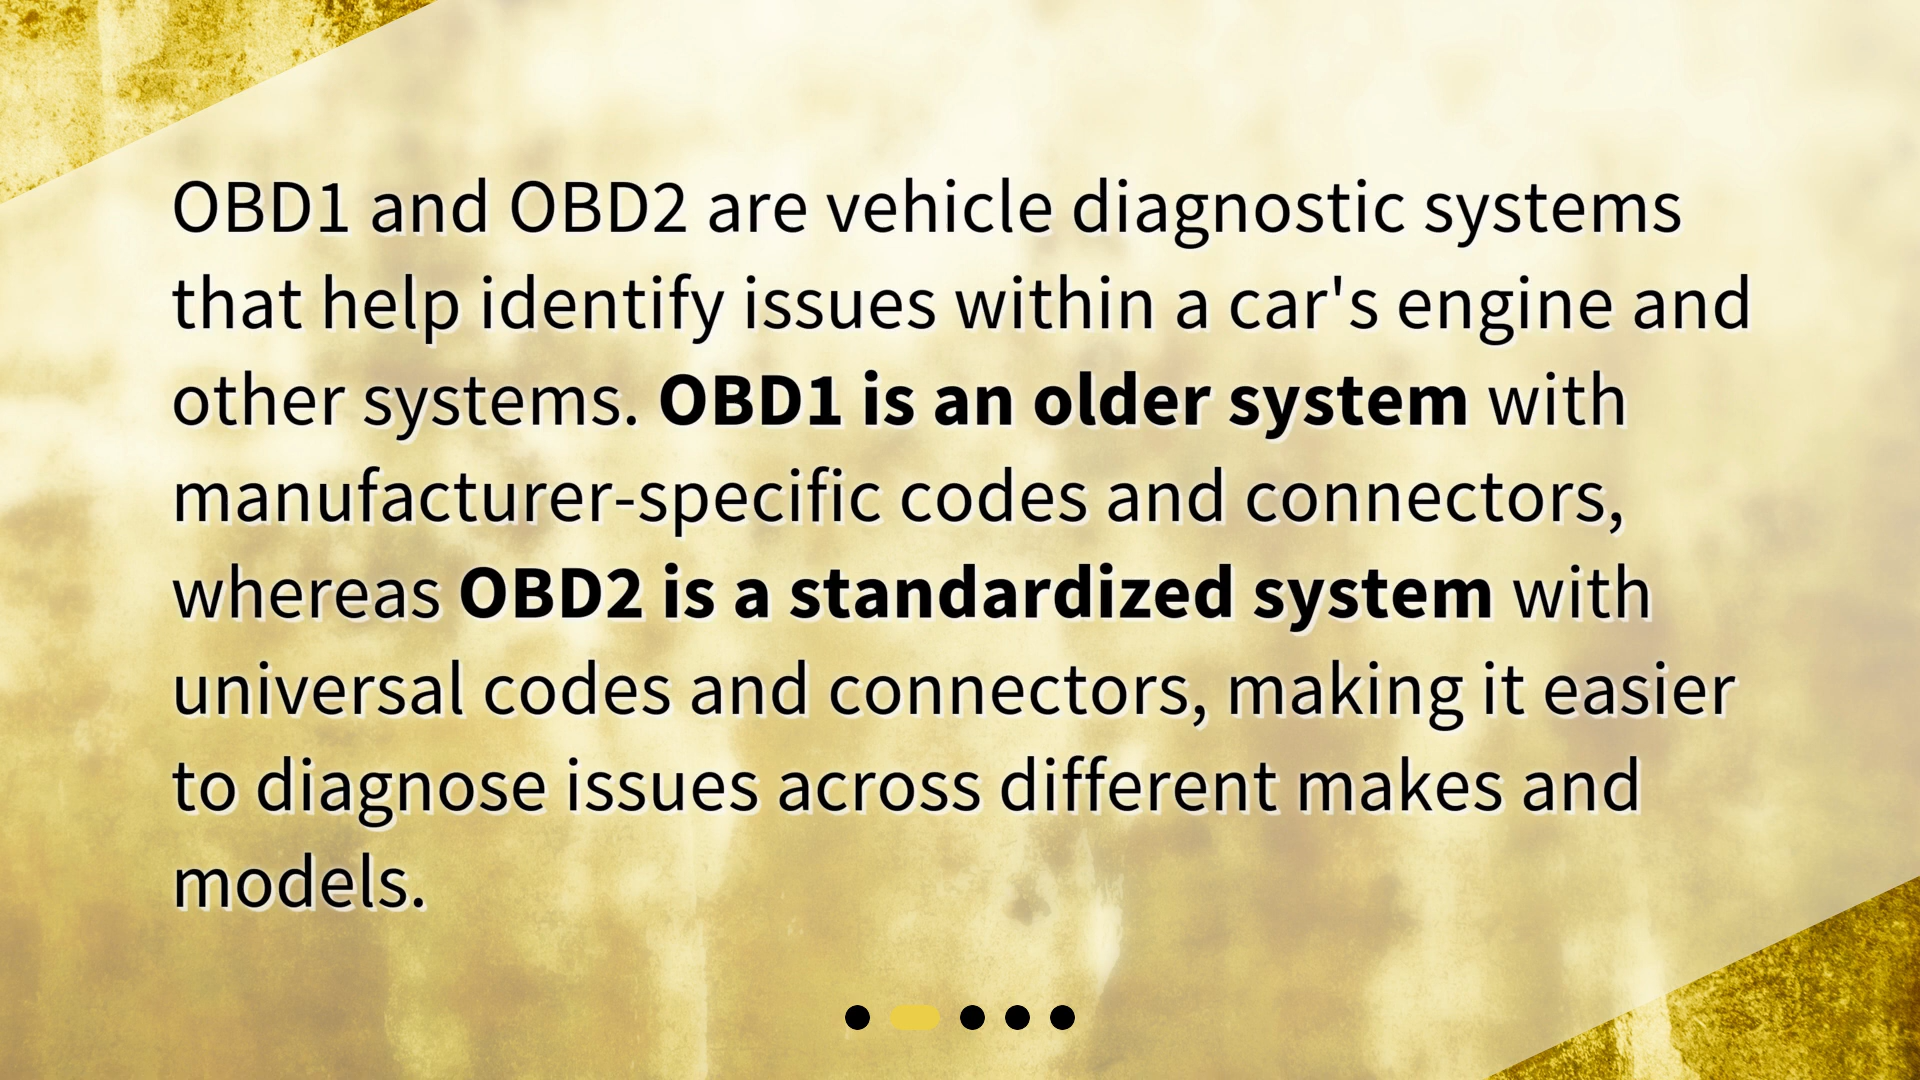 OBD1 and OBD2 are vehicle diagnostic systems
that help identify issues within a car's engine and
other systems. OBD1 is an older system with
manufacturer-specific codes and connectors,
whereas OBD2 is a standardized system with
universal codes and connectors, making it easier
to diagnose issues across different makes and
models.